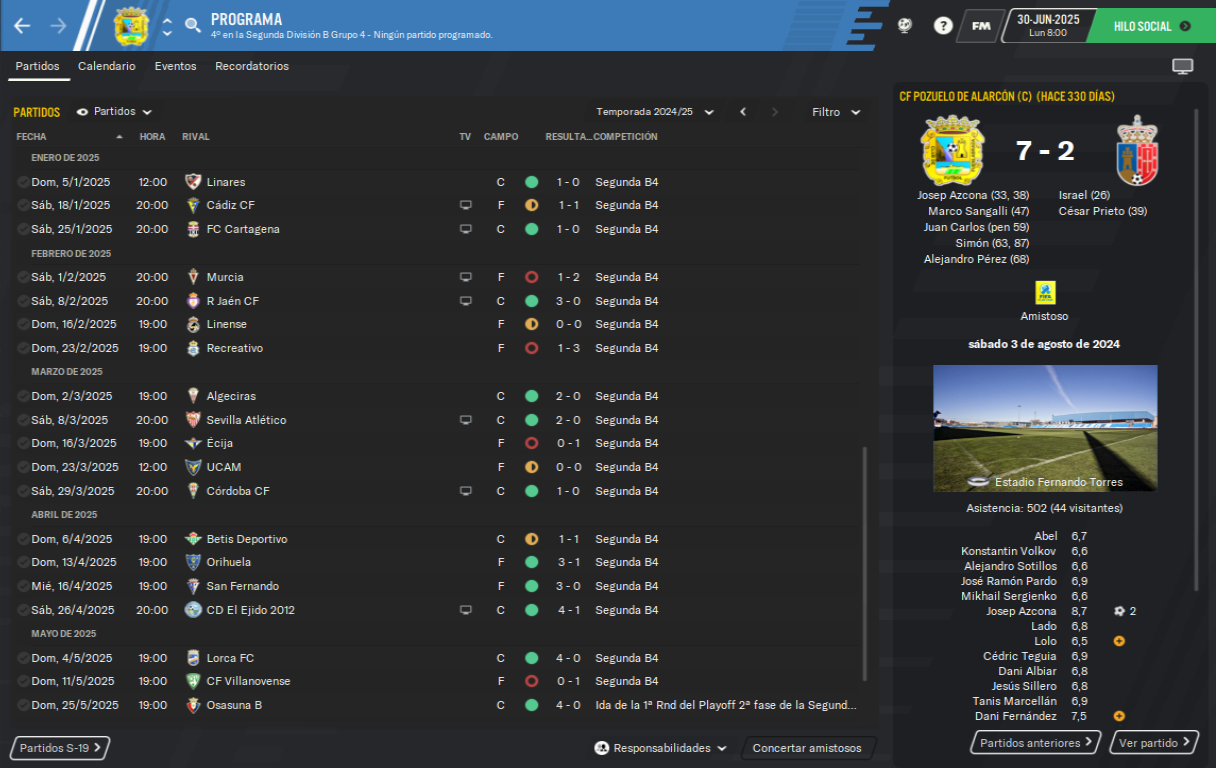 PROGRAMA
4º en la Segunda División B Grupo 4 - Ningún partido programado.
FM
30-JUN-2025
Lun 8:00
HILO SOCIAL
Partidos Calendario Eventos Recordatorios
PARTIDOS Partidos Temporada 2024/25 Filtro
FECHA HORA RIVAL TV CAMPO RESULTA... COMPETICIÓN
ENERO DE 2025
Dom, 5/1/2025 12:00 Linares C 1 - 0 Segunda B4
Sáb, 18/1/2025 20:00 Cádiz CF F 1 - 1 Segunda B4
Sáb, 25/1/2025 20:00 FC Cartagena C 1 - 0 Segunda B4
FEBRERO DE 2025
Sáb, 1/2/2025 20:00 Murcia F 1 - 2 Segunda B4
Sáb, 8/2/2025 20:00 R Jaén CF C 3 - 0 Segunda B4
Dom, 16/2/2025 19:00 Linense F 0 - 0 Segunda B4
Dom, 23/2/2025 19:00 Recreativo F 1 - 3 Segunda B4
MARZO DE 2025
Dom, 2/3/2025 19:00 Algeciras C 2 - 0 Segunda B4
Sáb, 8/3/2025 20:00 Sevilla Atlético C 2 - 0 Segunda B4
Dom, 16/3/2025 19:00 Écija F 0 - 1 Segunda B4
Dom, 23/3/2025 12:00 UCAM F 0 - 0 Segunda B4
Sáb, 29/3/2025 20:00 Córdoba CF C 1 - 0 Segunda B4
ABRIL DE 2025
Dom, 6/4/2025 19:00 Betis Deportivo C 1 - 1 Segunda B4
Dom, 13/4/2025 19:00 Orihuela F 3 - 1 Segunda B4
Mié, 16/4/2025 19:00 San Fernando F 3 - 0 Segunda B4
Sáb, 26/4/2025 20:00 CD El Ejido 2012 C 4 - 1 Segunda B4
MAYO DE 2025
Dom, 4/5/2025 19:00 Lorca FC C 4 - 0 Segunda B4
Dom, 11/5/2025 19:00 CF Villanovense F 0 - 1 Segunda B4
Dom, 25/5/2025 19:00 Osasuna B C 4 - 0 Ida de la 1ª Rnd del Playoff 2ª fase de la Segund...
Partidos S-19 Responsabilidades Concertar amistosos
CF POZUELO DE ALARCÓN (C) (HACE 330 DÍAS)
7 - 2
Josep Azcona (33, 38) Israel (26)
Marco Sangalli (47) César Prieto (39)
Juan Carlos (pen 59)
Simón (63, 87)
Alejandro Pérez (68)
Amistoso
sábado 3 de agosto de 2024
Estadio Fernando Torres
Asistencia: 502 (44 visitantes)
Abel 6,7
Konstantin Volkov 6,6
Alejandro Sotillos 6,6
José Ramón Pardo 6,9
Mikhail Sergienko 6,6
Josep Azcona 8,7 2
Lado 6,8
Lolo 6,5
Cédric Teguia 6,9
Dani Albiar 6,8
Jesús Sillero 6,8
Tanis Marcellán 6,9
Dani Fernández 7,5
Partidos anteriores Ver partido